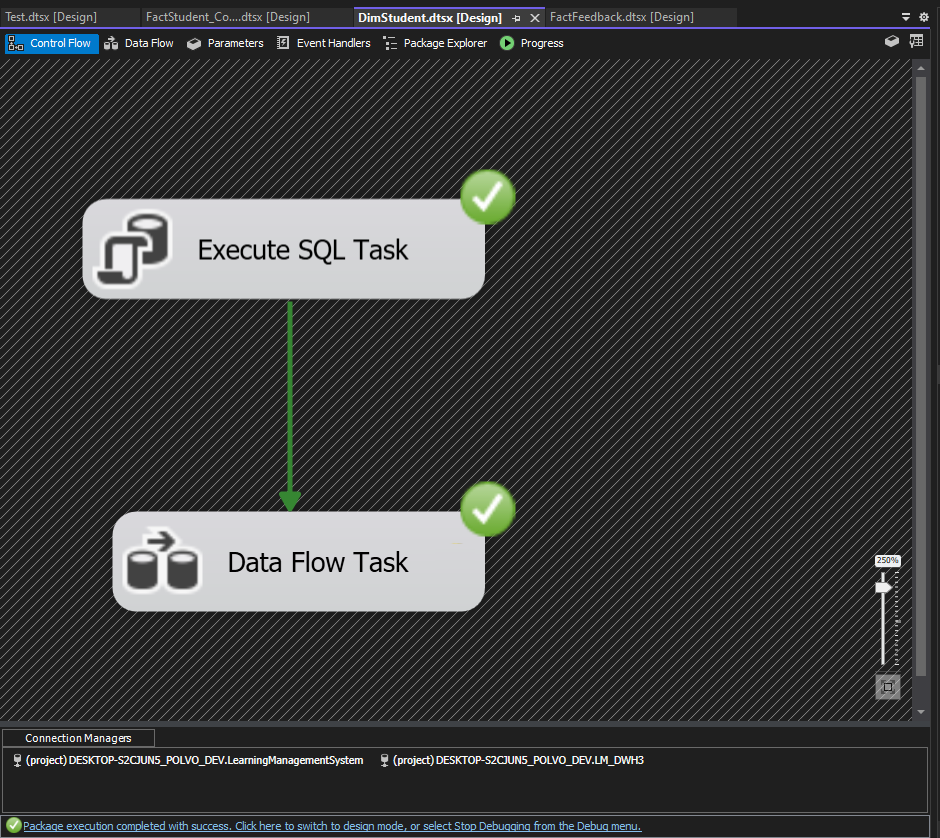 Test.dtsx [Design]
FactStudent_Co....dtsx [Design]
DimStudent.dtsx [Design]
FactFeedback.dtsx [Design]
Control Flow
Data Flow
Parameters
Event Handlers
Package Explorer
Progress
Execute SQL Task
Data Flow Task
250%
Connection Managers
(project) DESKTOP-S2CJUN5_POLVO_DEV.LearningManagementSystem
(project) DESKTOP-S2CJUN5_POLVO_DEV.LM_DWH3
Package execution completed with success. Click here to switch to design mode, or select Stop Debugging from the Debug menu.